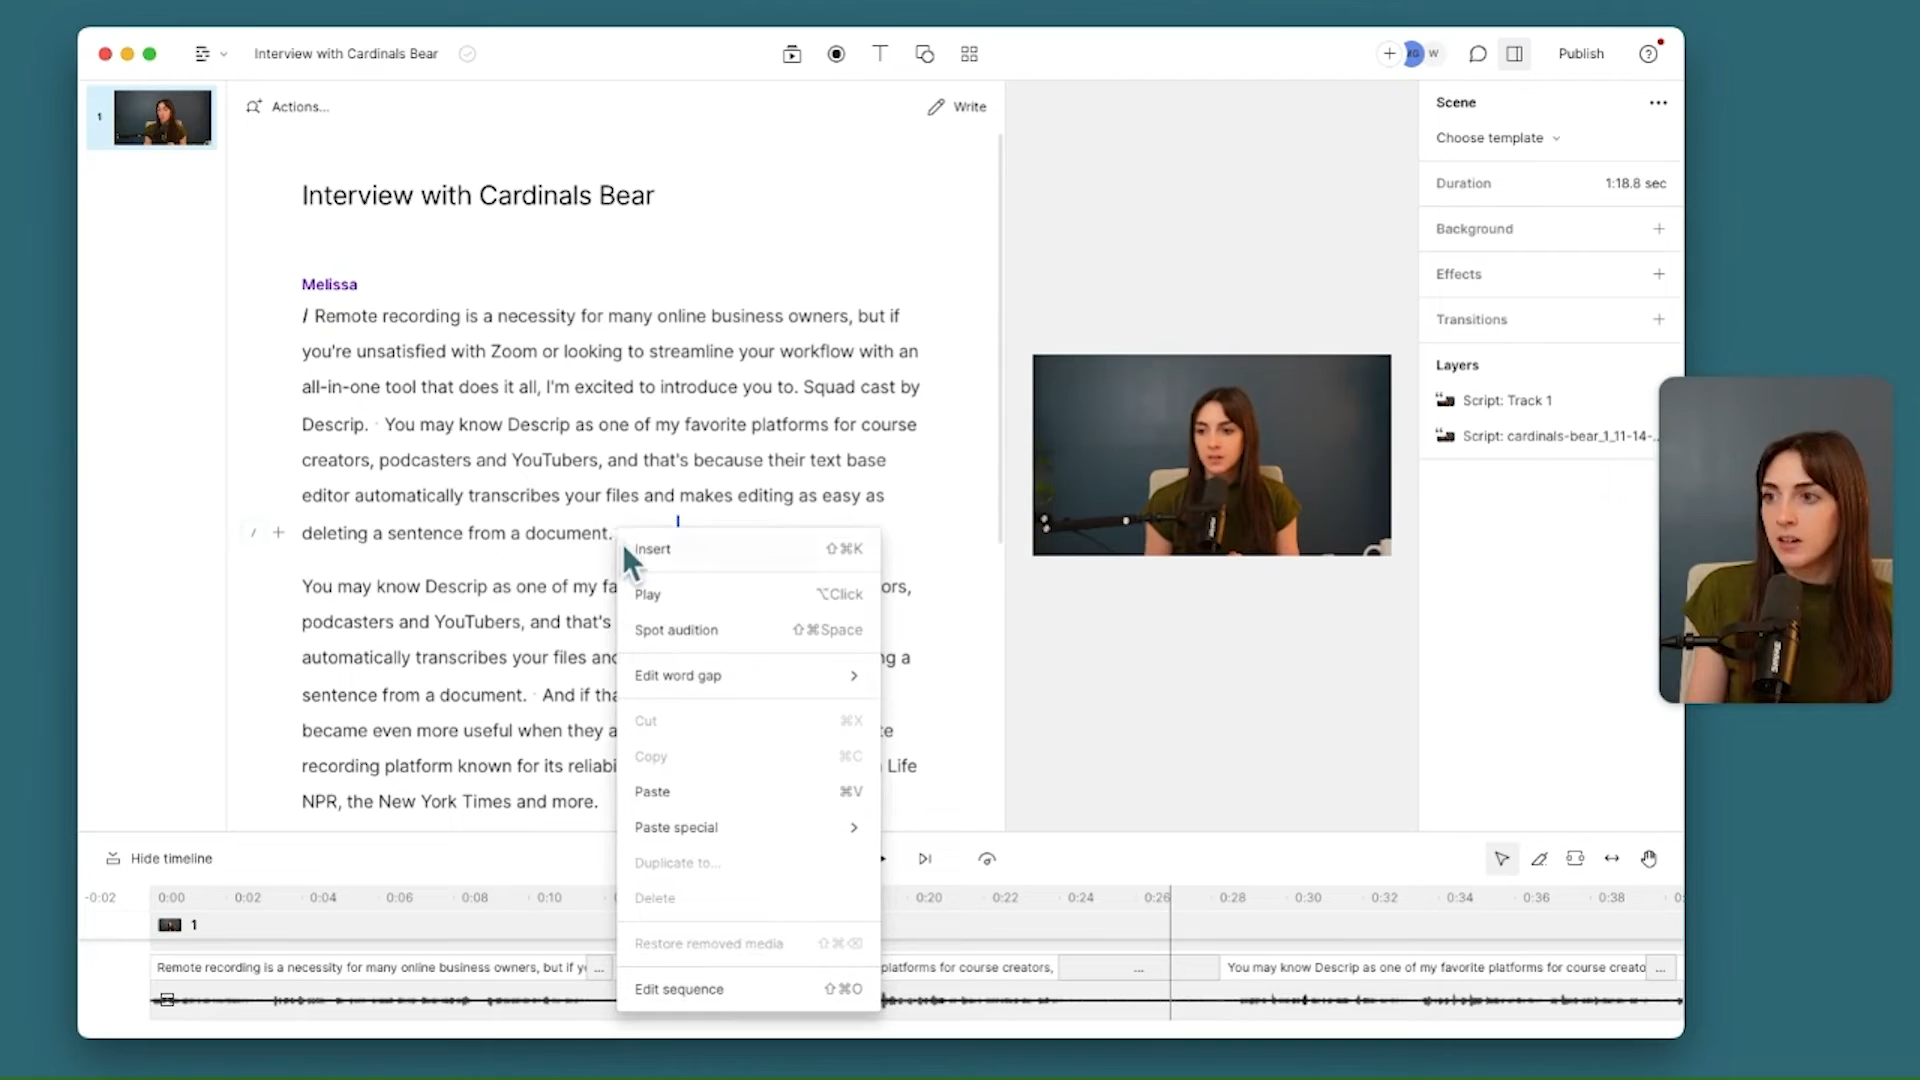 Interview with Cardinals Bear
W
Publish
1
Actions...
Write
Interview with Cardinals Bear
Melissa
/ Remote recording is a necessity for many online business owners, but if
you're unsatisfied with Zoom or looking to streamline your workflow with an
all-in-one tool that does it all, I'm excited to introduce you to. Squad cast by
Descrip. · You may know Descrip as one of my favorite platforms for course
creators, podcasters and YouTubers, and that's because their text base
editor automatically transcribes your files and makes editing as easy as
/ + deleting a sentence from a document.
You may know Descrip as one of my fa ors,
podcasters and YouTubers, and that's
automatically transcribes your files and ng a
sentence from a document. · And if tha
became even more useful when they a te
recording platform known for its reliabi Life
NPR, the New York Times and more.
Insert ⇧⌘K
Play ⌥Click
Spot audition ⇧⌘Space
Edit word gap
Cut ⌘X
Copy ⌘C
Paste ⌘V
Paste special
Duplicate to...
Delete
Restore removed media ⇧⌘⌫
Edit sequence ⇧⌘O
Scene
Choose template
Duration 1:18.8 sec
Background
Effects
Transitions
Layers
Script: Track 1
Script: cardinals-bear_1_11-14-...
Hide timeline
-0:02 0:00 0:02 0:04 0:06 0:08 0:10 0:20 0:22 0:24 0:26 0:28 0:30 0:32 0:34 0:36 0:38
1
Remote recording is a necessity for many online business owners, but if y ... platforms for course creators, ... You may know Descrip as one of my favorite platforms for course creato ...